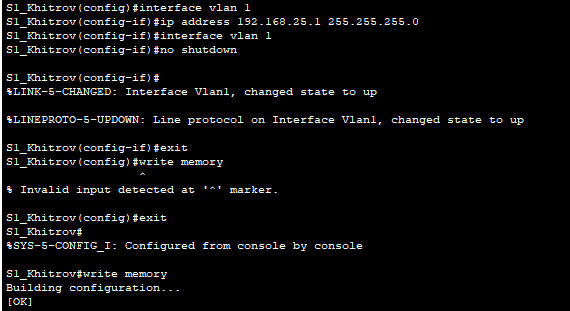 S1_Khitrov(config)#interface vlan 1
S1_Khitrov(config-if)#ip address 192.168.25.1 255.255.255.0
S1_Khitrov(config-if)#interface vlan 1
S1_Khitrov(config-if)#no shutdown
S1_Khitrov(config-if)#
%LINK-5-CHANGED: Interface Vlan1, changed state to up
%LINEPROTO-5-UPDOWN: Line protocol on Interface Vlan1, changed state to up
S1_Khitrov(config-if)#exit
S1_Khitrov(config)#write memory
^
% Invalid input detected at '^' marker.
S1_Khitrov(config)#exit
S1_Khitrov#
%SYS-5-CONFIG_I: Configured from console by console
S1_Khitrov#write memory
Building configuration...
[OK]